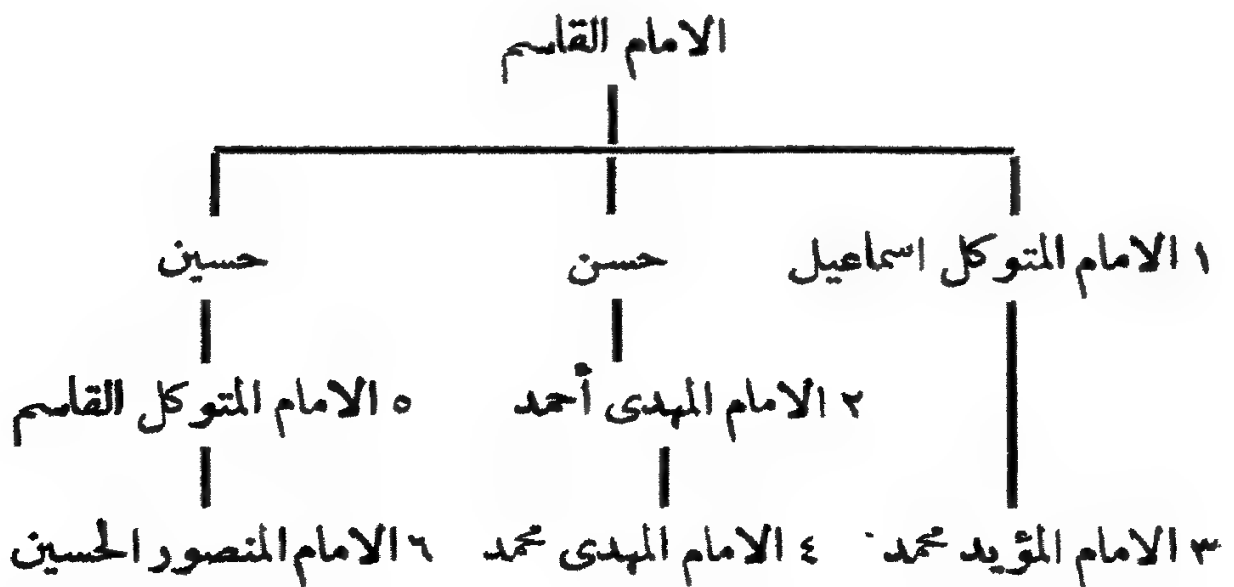 الامام القاسم
١ الامام المتوكل اسماعيل حسن حسين
٢ الامام المهدى أحمد ٥ الامام المتوكل القاسم
٣ الامام المؤيد محمد ٤ الامام المهدى محمد ٦ الامام المنصور الحسين